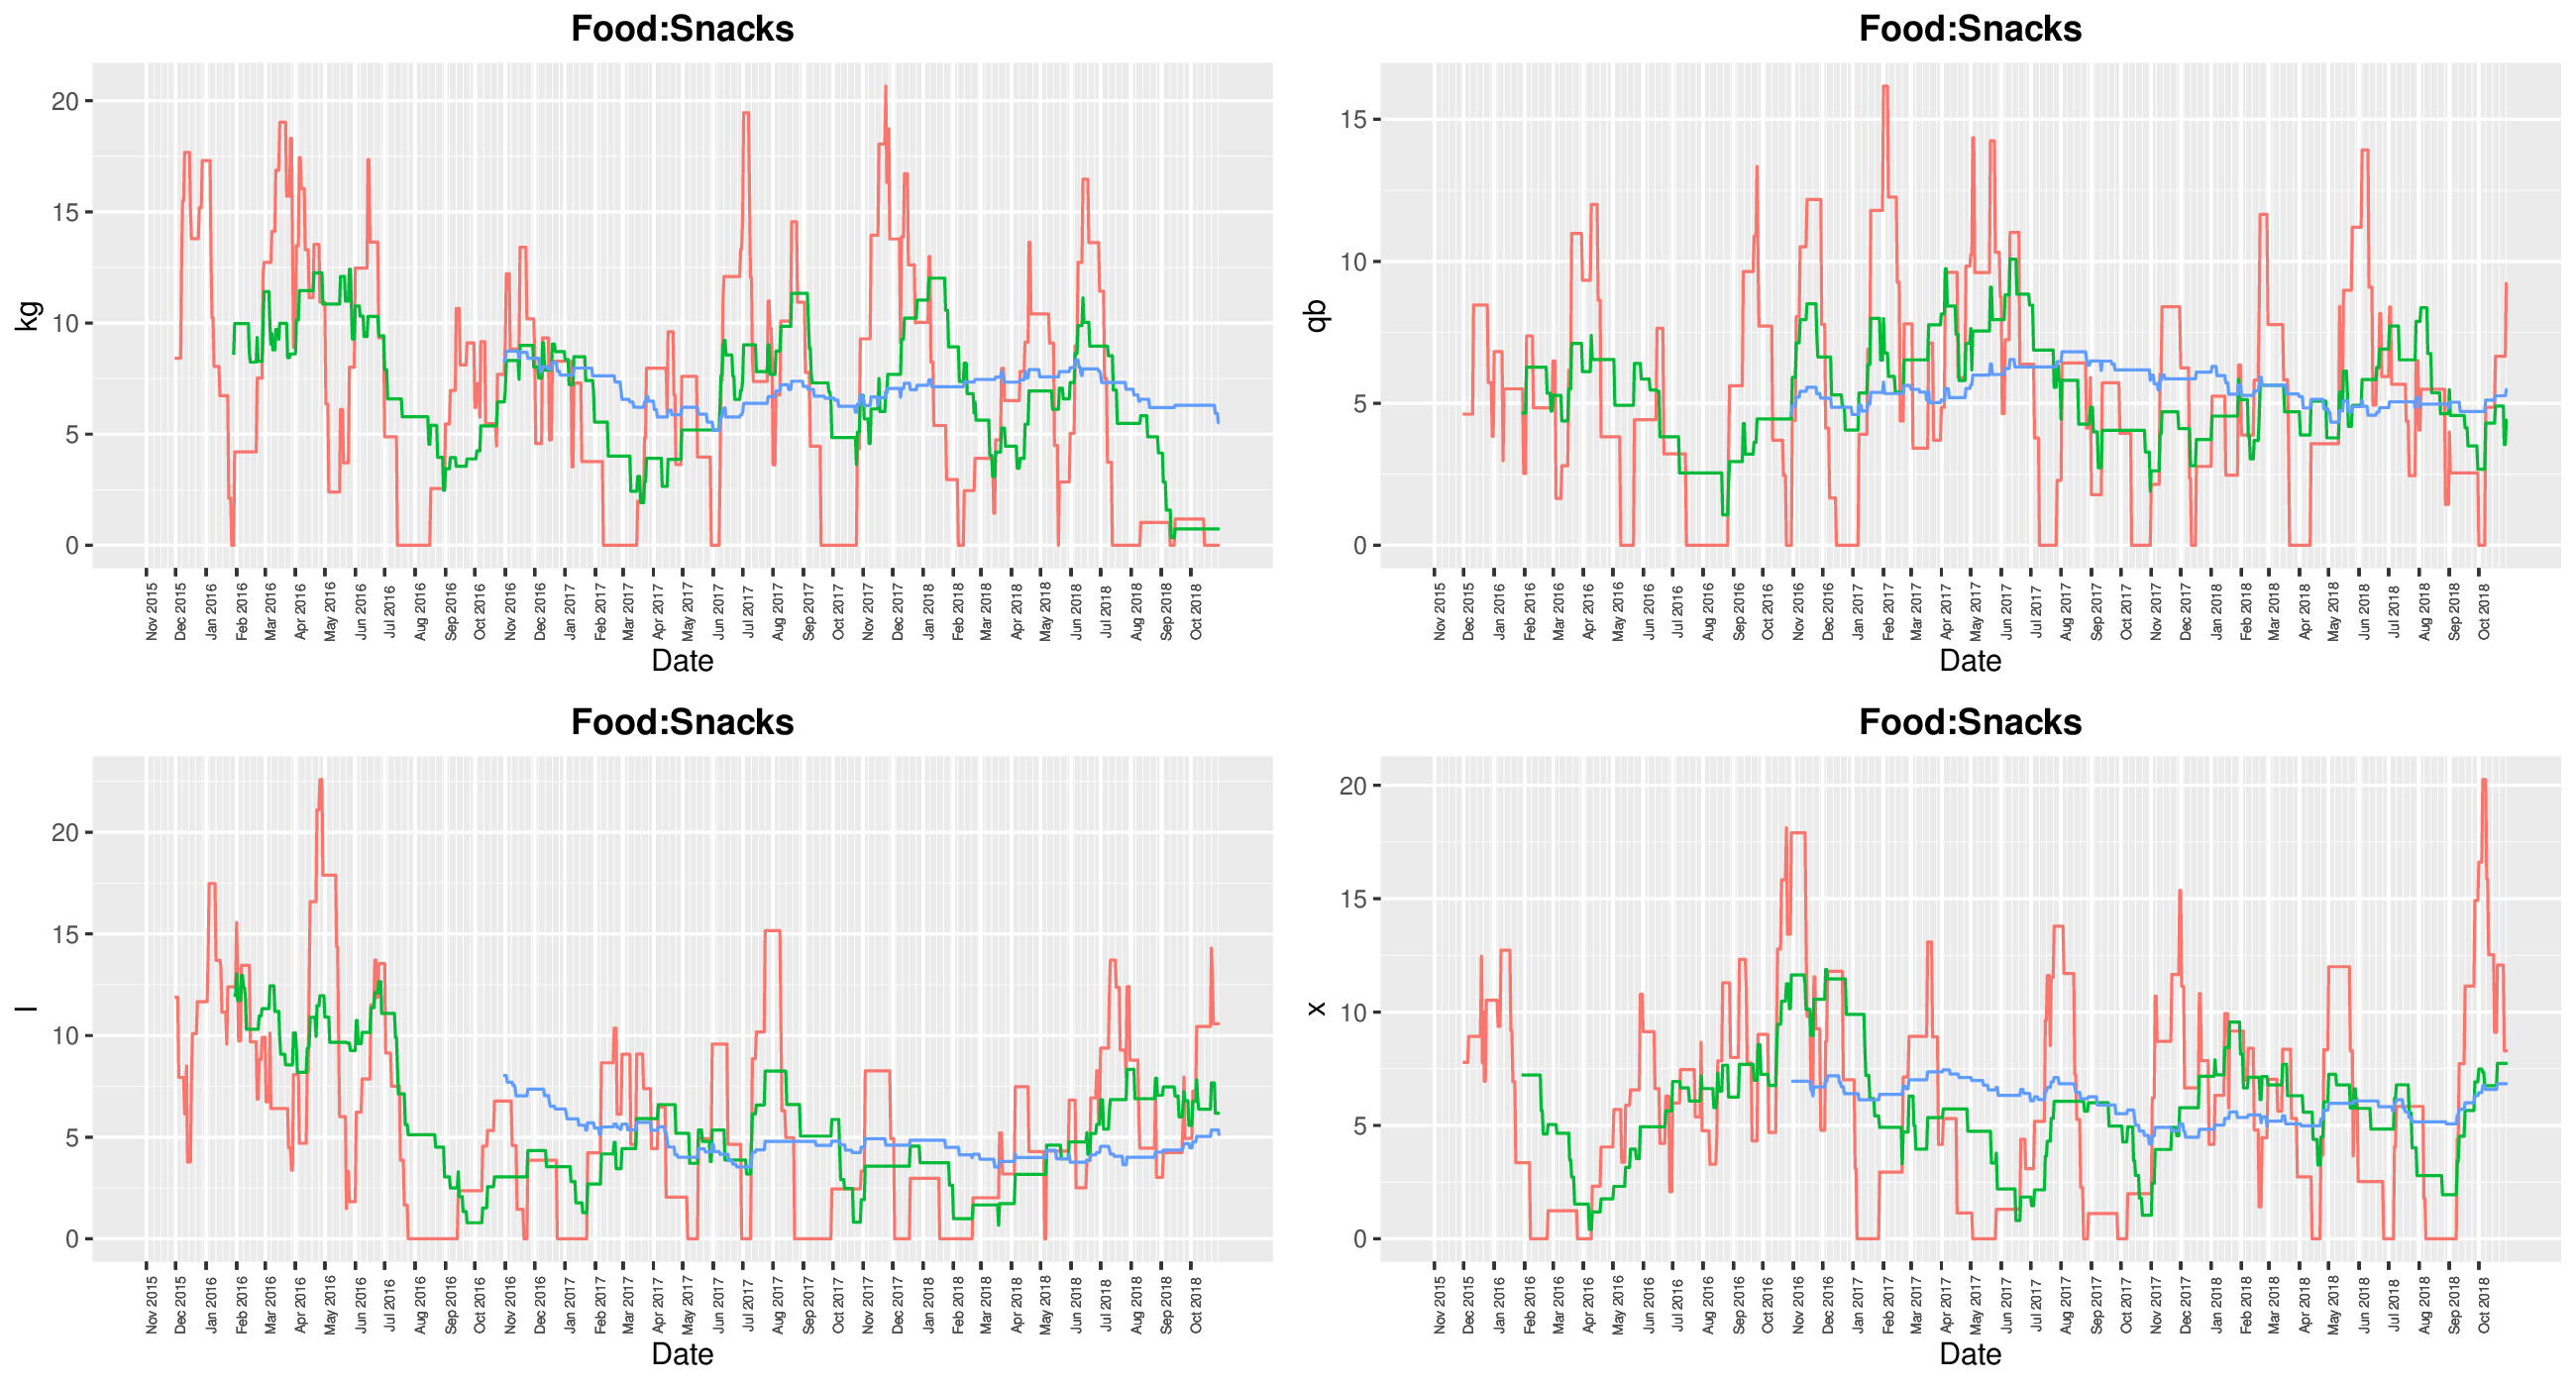 Food:Snacks
kg
20
15
10
5
0
Nov 2015
Dec 2015
Jan 2016
Feb 2016
Mar 2016
Apr 2016
May 2016
Jun 2016
Jul 2016
Aug 2016
Sep 2016
Oct 2016
Nov 2016
Dec 2016
Jan 2017
Feb 2017
Mar 2017
Apr 2017
May 2017
Jun 2017
Jul 2017
Aug 2017
Sep 2017
Oct 2017
Nov 2017
Dec 2017
Jan 2018
Feb 2018
Mar 2018
Apr 2018
May 2018
Jun 2018
Jul 2018
Aug 2018
Sep 2018
Oct 2018
Date
Food:Snacks
qb
15
10
5
0
Nov 2015
Dec 2015
Jan 2016
Feb 2016
Mar 2016
Apr 2016
May 2016
Jun 2016
Jul 2016
Aug 2016
Sep 2016
Oct 2016
Nov 2016
Dec 2016
Jan 2017
Feb 2017
Mar 2017
Apr 2017
May 2017
Jun 2017
Jul 2017
Aug 2017
Sep 2017
Oct 2017
Nov 2017
Dec 2017
Jan 2018
Feb 2018
Mar 2018
Apr 2018
May 2018
Jun 2018
Jul 2018
Aug 2018
Sep 2018
Oct 2018
Date
Food:Snacks
l
20
15
10
5
0
Nov 2015
Dec 2015
Jan 2016
Feb 2016
Mar 2016
Apr 2016
May 2016
Jun 2016
Jul 2016
Aug 2016
Sep 2016
Oct 2016
Nov 2016
Dec 2016
Jan 2017
Feb 2017
Mar 2017
Apr 2017
May 2017
Jun 2017
Jul 2017
Aug 2017
Sep 2017
Oct 2017
Nov 2017
Dec 2017
Jan 2018
Feb 2018
Mar 2018
Apr 2018
May 2018
Jun 2018
Jul 2018
Aug 2018
Sep 2018
Oct 2018
Date
Food:Snacks
x
20
15
10
5
0
Nov 2015
Dec 2015
Jan 2016
Feb 2016
Mar 2016
Apr 2016
May 2016
Jun 2016
Jul 2016
Aug 2016
Sep 2016
Oct 2016
Nov 2016
Dec 2016
Jan 2017
Feb 2017
Mar 2017
Apr 2017
May 2017
Jun 2017
Jul 2017
Aug 2017
Sep 2017
Oct 2017
Nov 2017
Dec 2017
Jan 2018
Feb 2018
Mar 2018
Apr 2018
May 2018
Jun 2018
Jul 2018
Aug 2018
Sep 2018
Oct 2018
Date